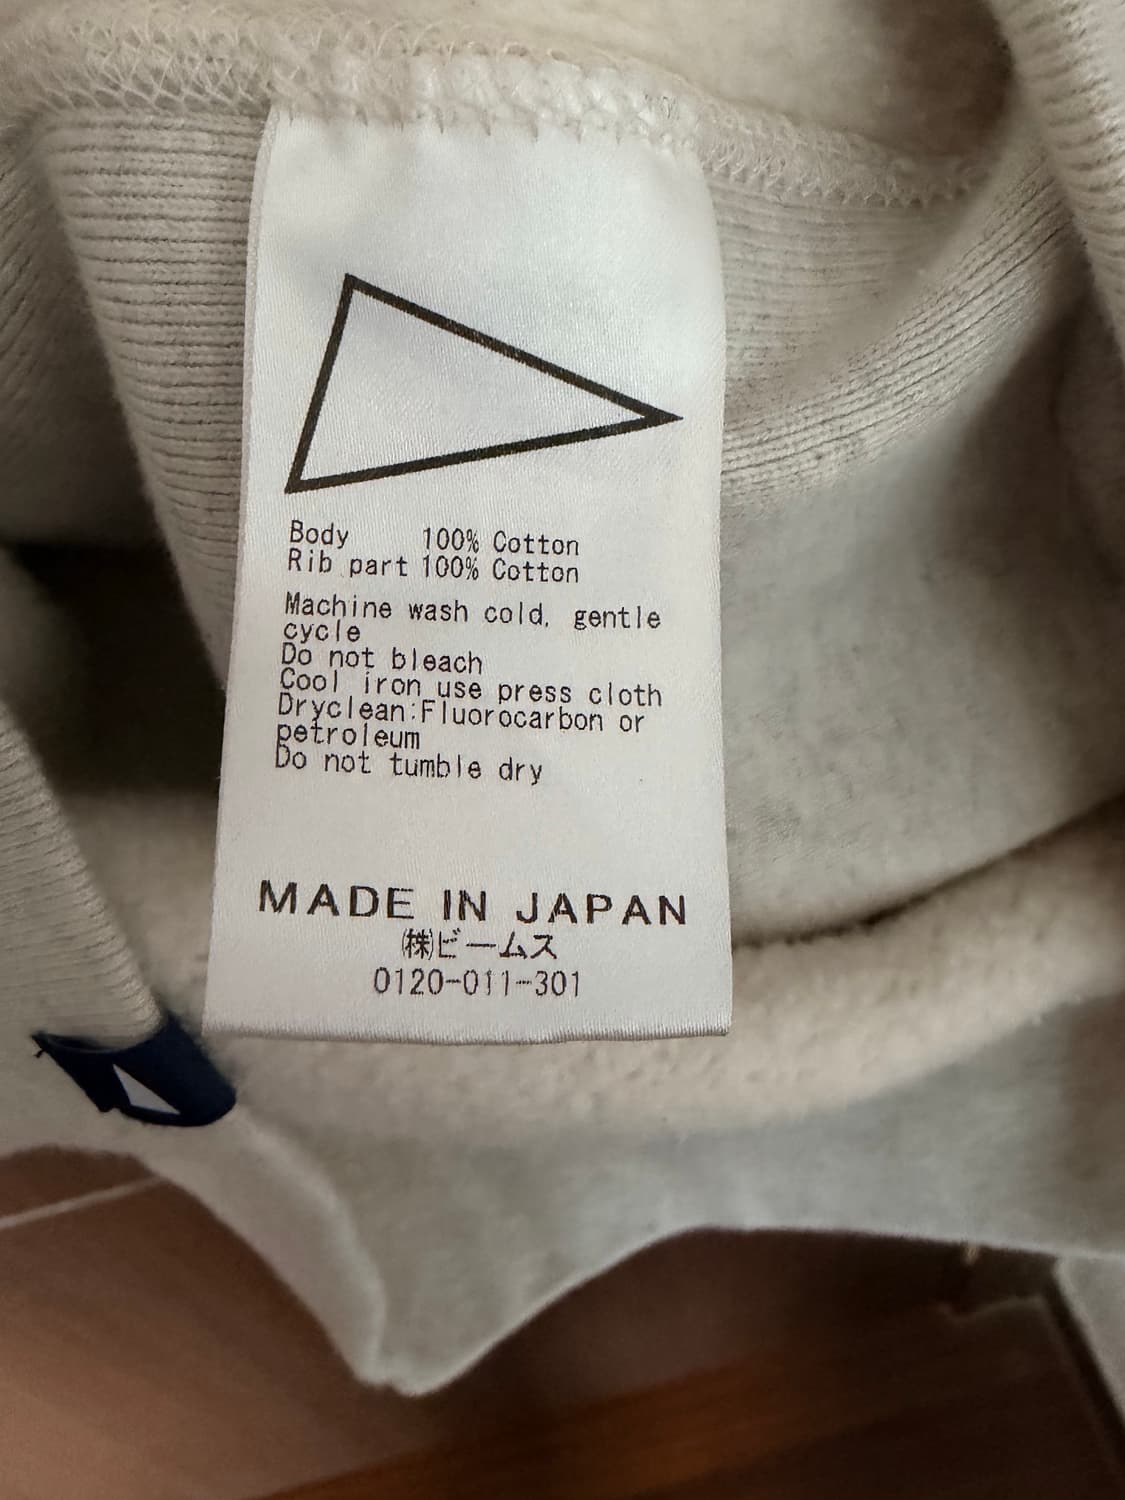 Body 100% Cotton
Rib part 100% Cotton
Machine wash cold, gentle
cycle
Do not bleach
Cool iron use press cloth
Dryclean:Fluorocarbon or
petroleum
Do not tumble dry
MADE IN JAPAN
㈱ビームス
0120-011-301